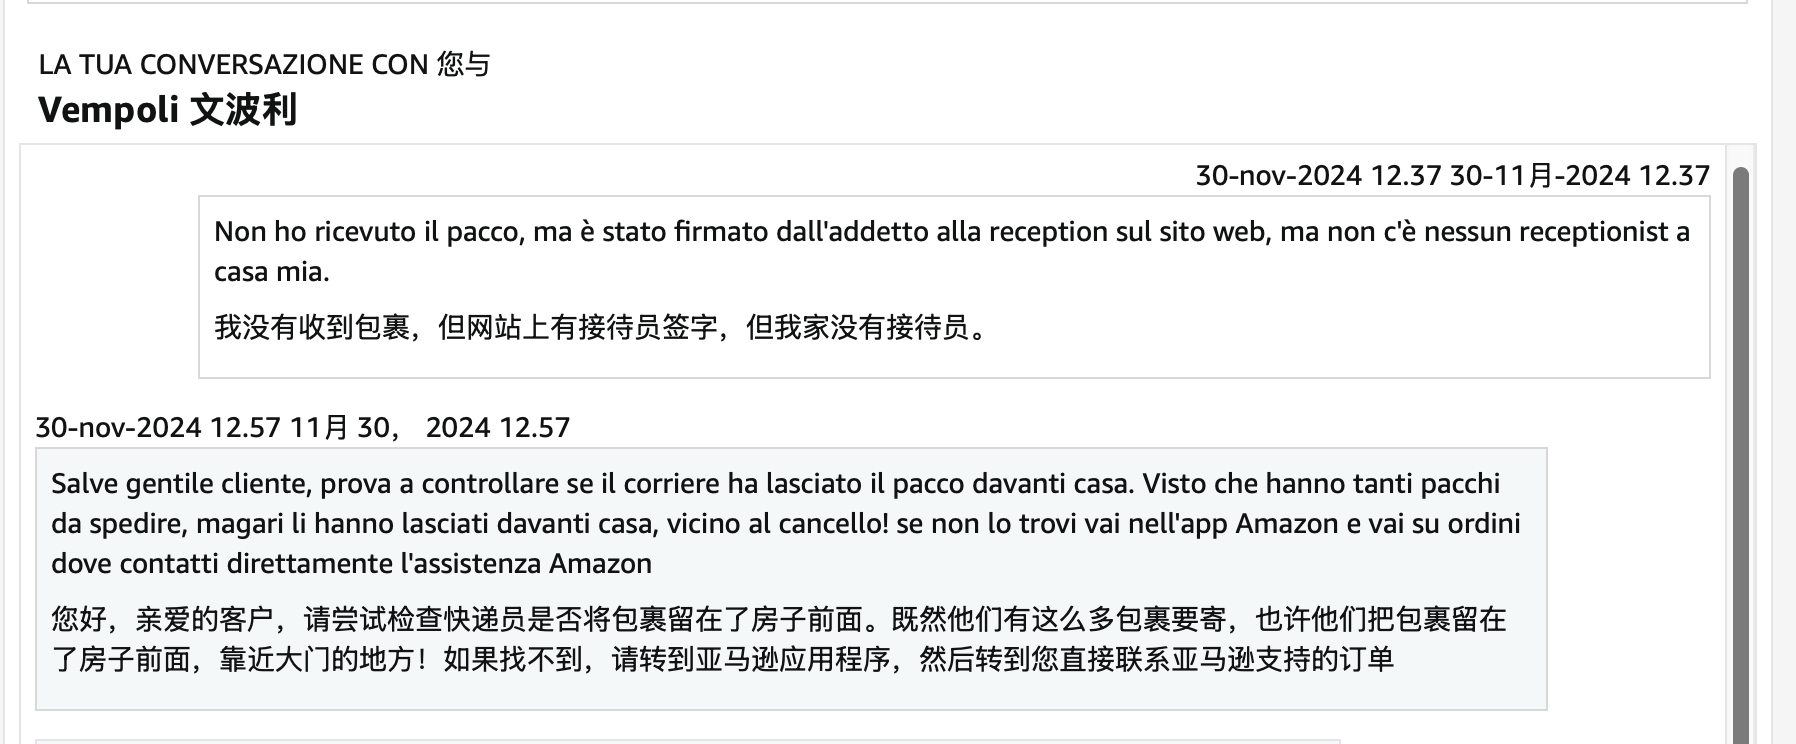 LA TUA CONVERSAZIONE CON 您与
Vempoli 文波利
30-nov-2024 12.37 30-11月-2024 12.37
Non ho ricevuto il pacco, ma è stato firmato dall'addetto alla reception sul sito web, ma non c'è nessun receptionist a
casa mia.
我没有收到包裹，但网站上有接待员签字，但我家没有接待员。
30-nov-2024 12.57 11月 30， 2024 12.57
Salve gentile cliente, prova a controllare se il corriere ha lasciato il pacco davanti casa. Visto che hanno tanti pacchi
da spedire, magari li hanno lasciati davanti casa, vicino al cancello! se non lo trovi vai nell'app Amazon e vai su ordini
dove contatti direttamente l'assistenza Amazon
您好，亲爱的客户，请尝试检查快递员是否将包裹留在了房子前面。既然他们有这么多包裹要寄，也许他们把包裹留在
了房子前面，靠近大门的地方！如果找不到，请转到亚马逊应用程序，然后转到您直接联系亚马逊支持的订单